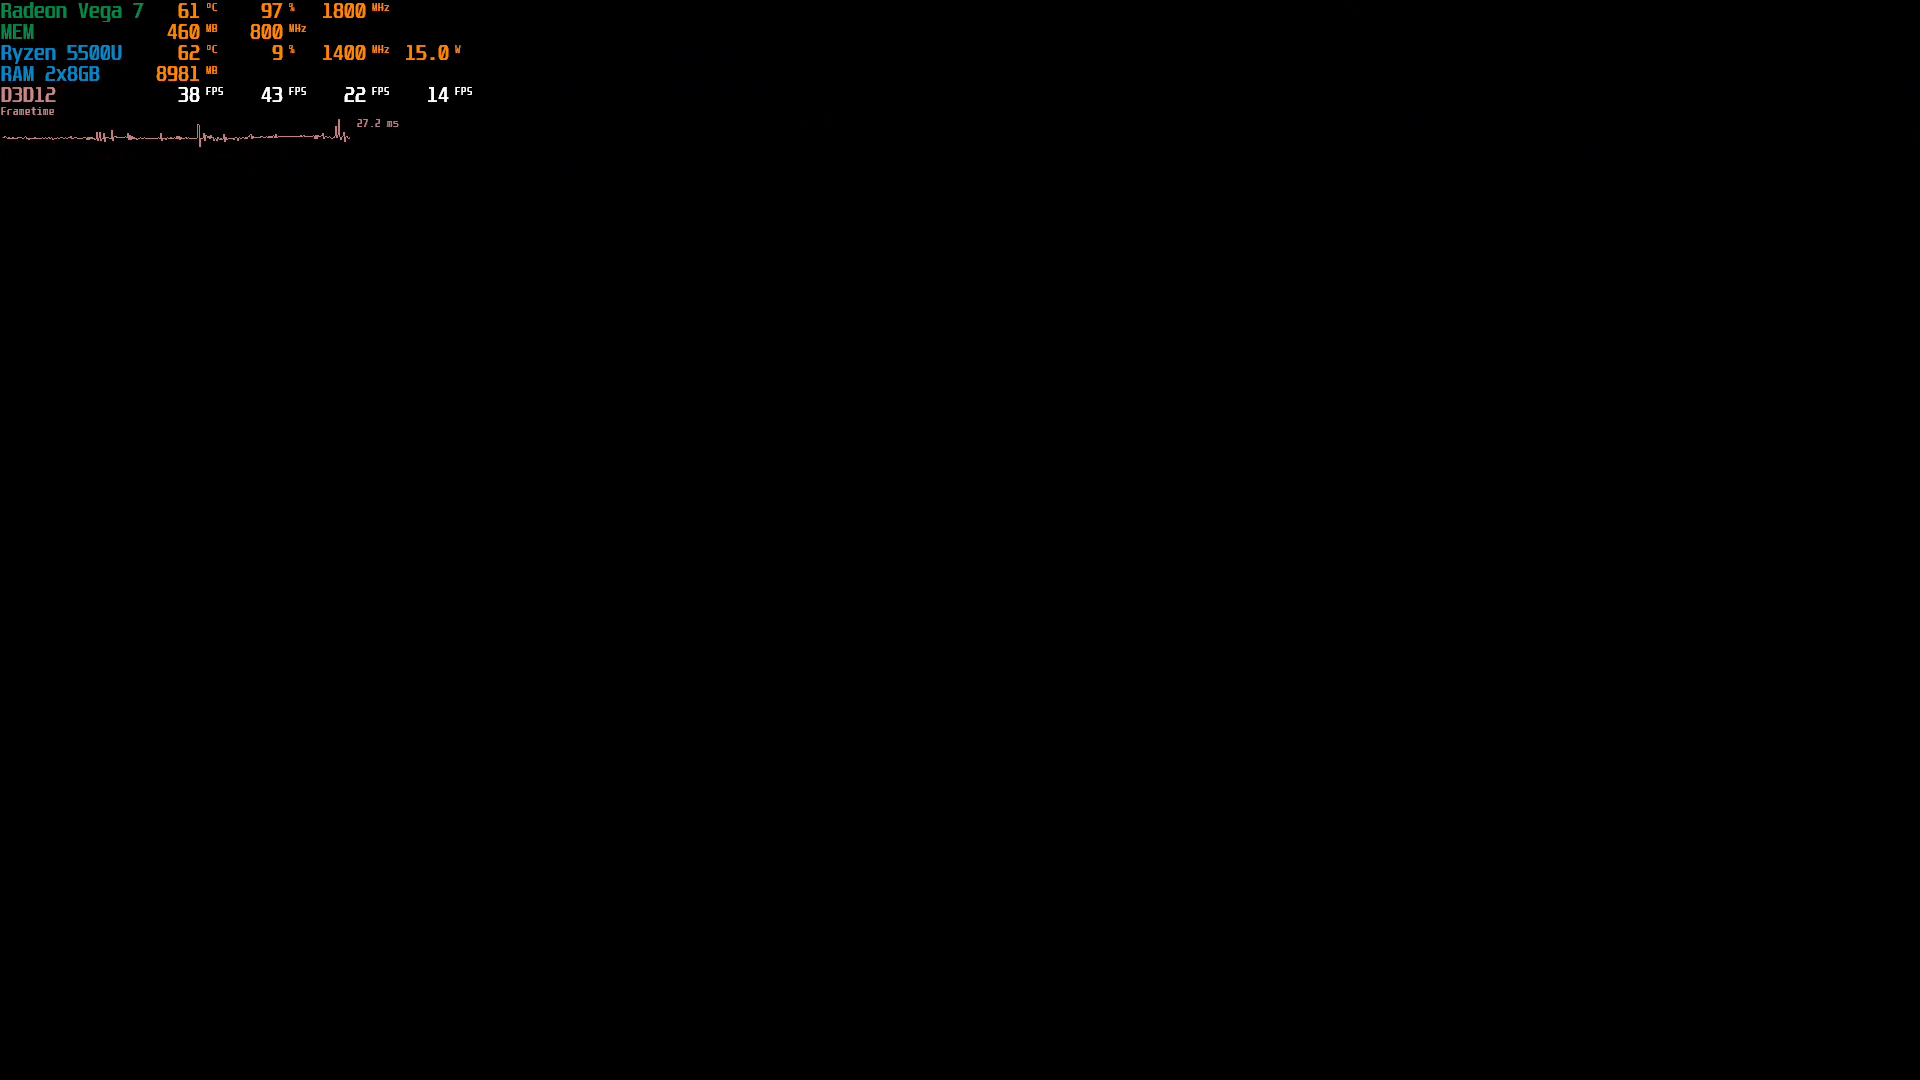 Radeon Vega 7 61 °C 97 % 1800 MHz
MEM 460 MB 800 MHz
Ryzen 5500U 62 °C 9 % 1400 MHz 15.0 W
RAM 2x8GB 8981 MB
D3D12 38 FPS 43 FPS 22 FPS 14 FPS
Frametime
27.2 ms